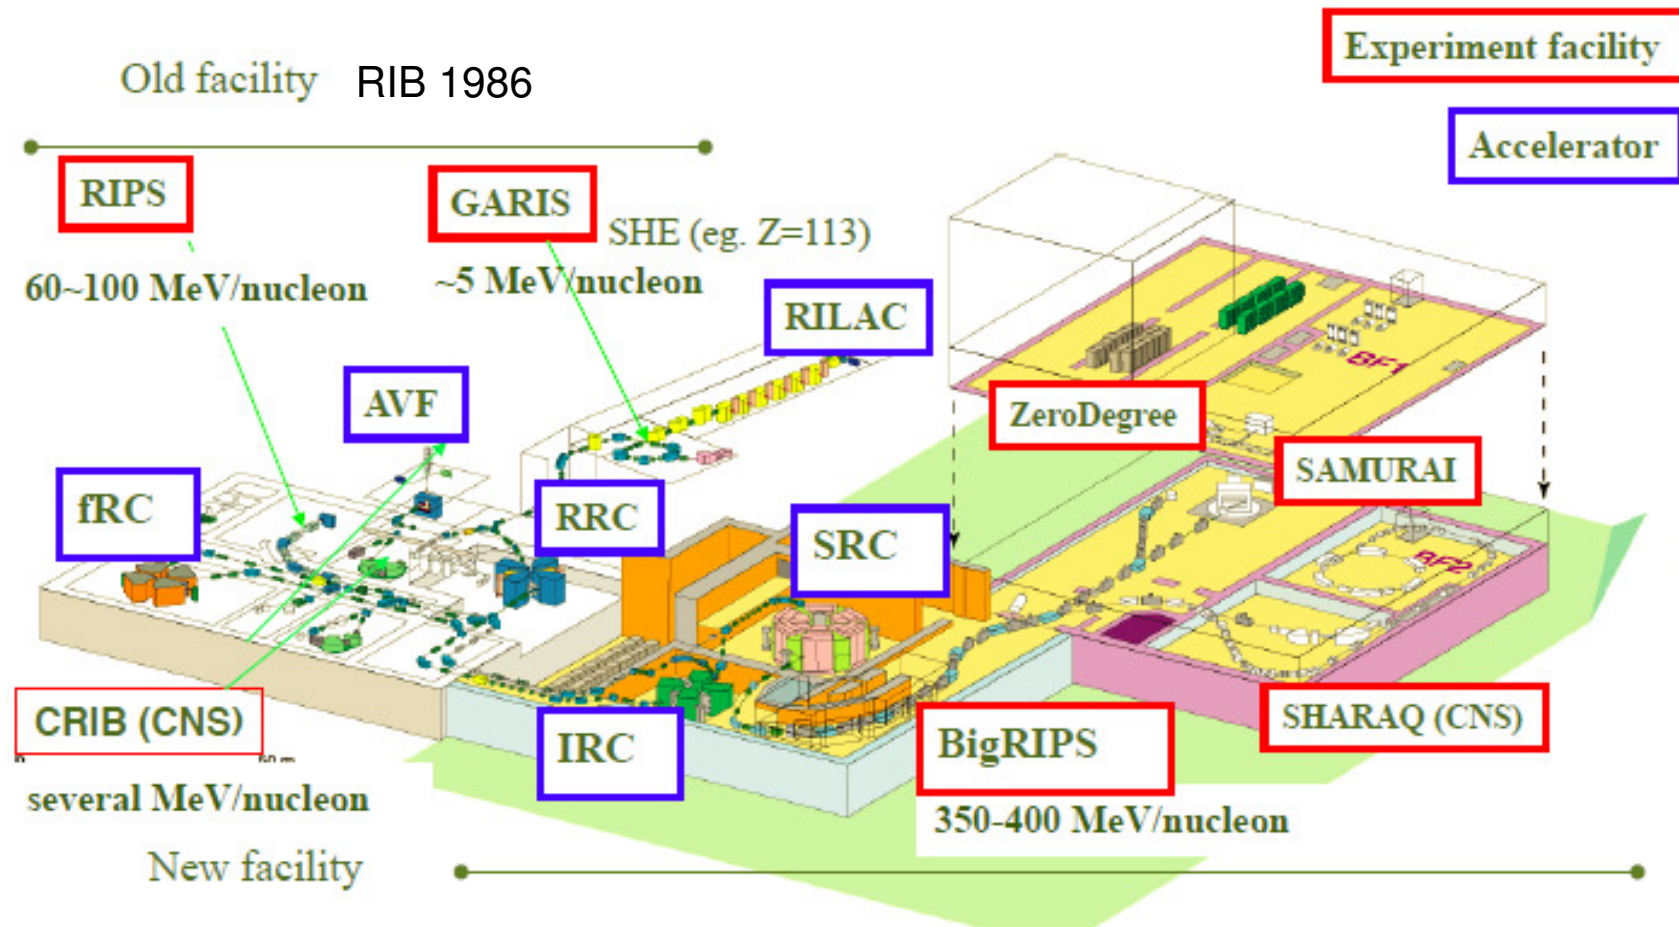 Experiment facility
Old facility RIB 1986
Accelerator
RIPS
GARIS
SHE (eg. Z=113)
60~100 MeV/nucleon
~5 MeV/nucleon
RILAC
BF1
AVF
ZeroDegree
SAMURAI
fRC
RRC
SRC
BF2
CRIB (CNS)
SHARAQ (CNS)
IRC
BigRIPS
several MeV/nucleon
350-400 MeV/nucleon
New facility